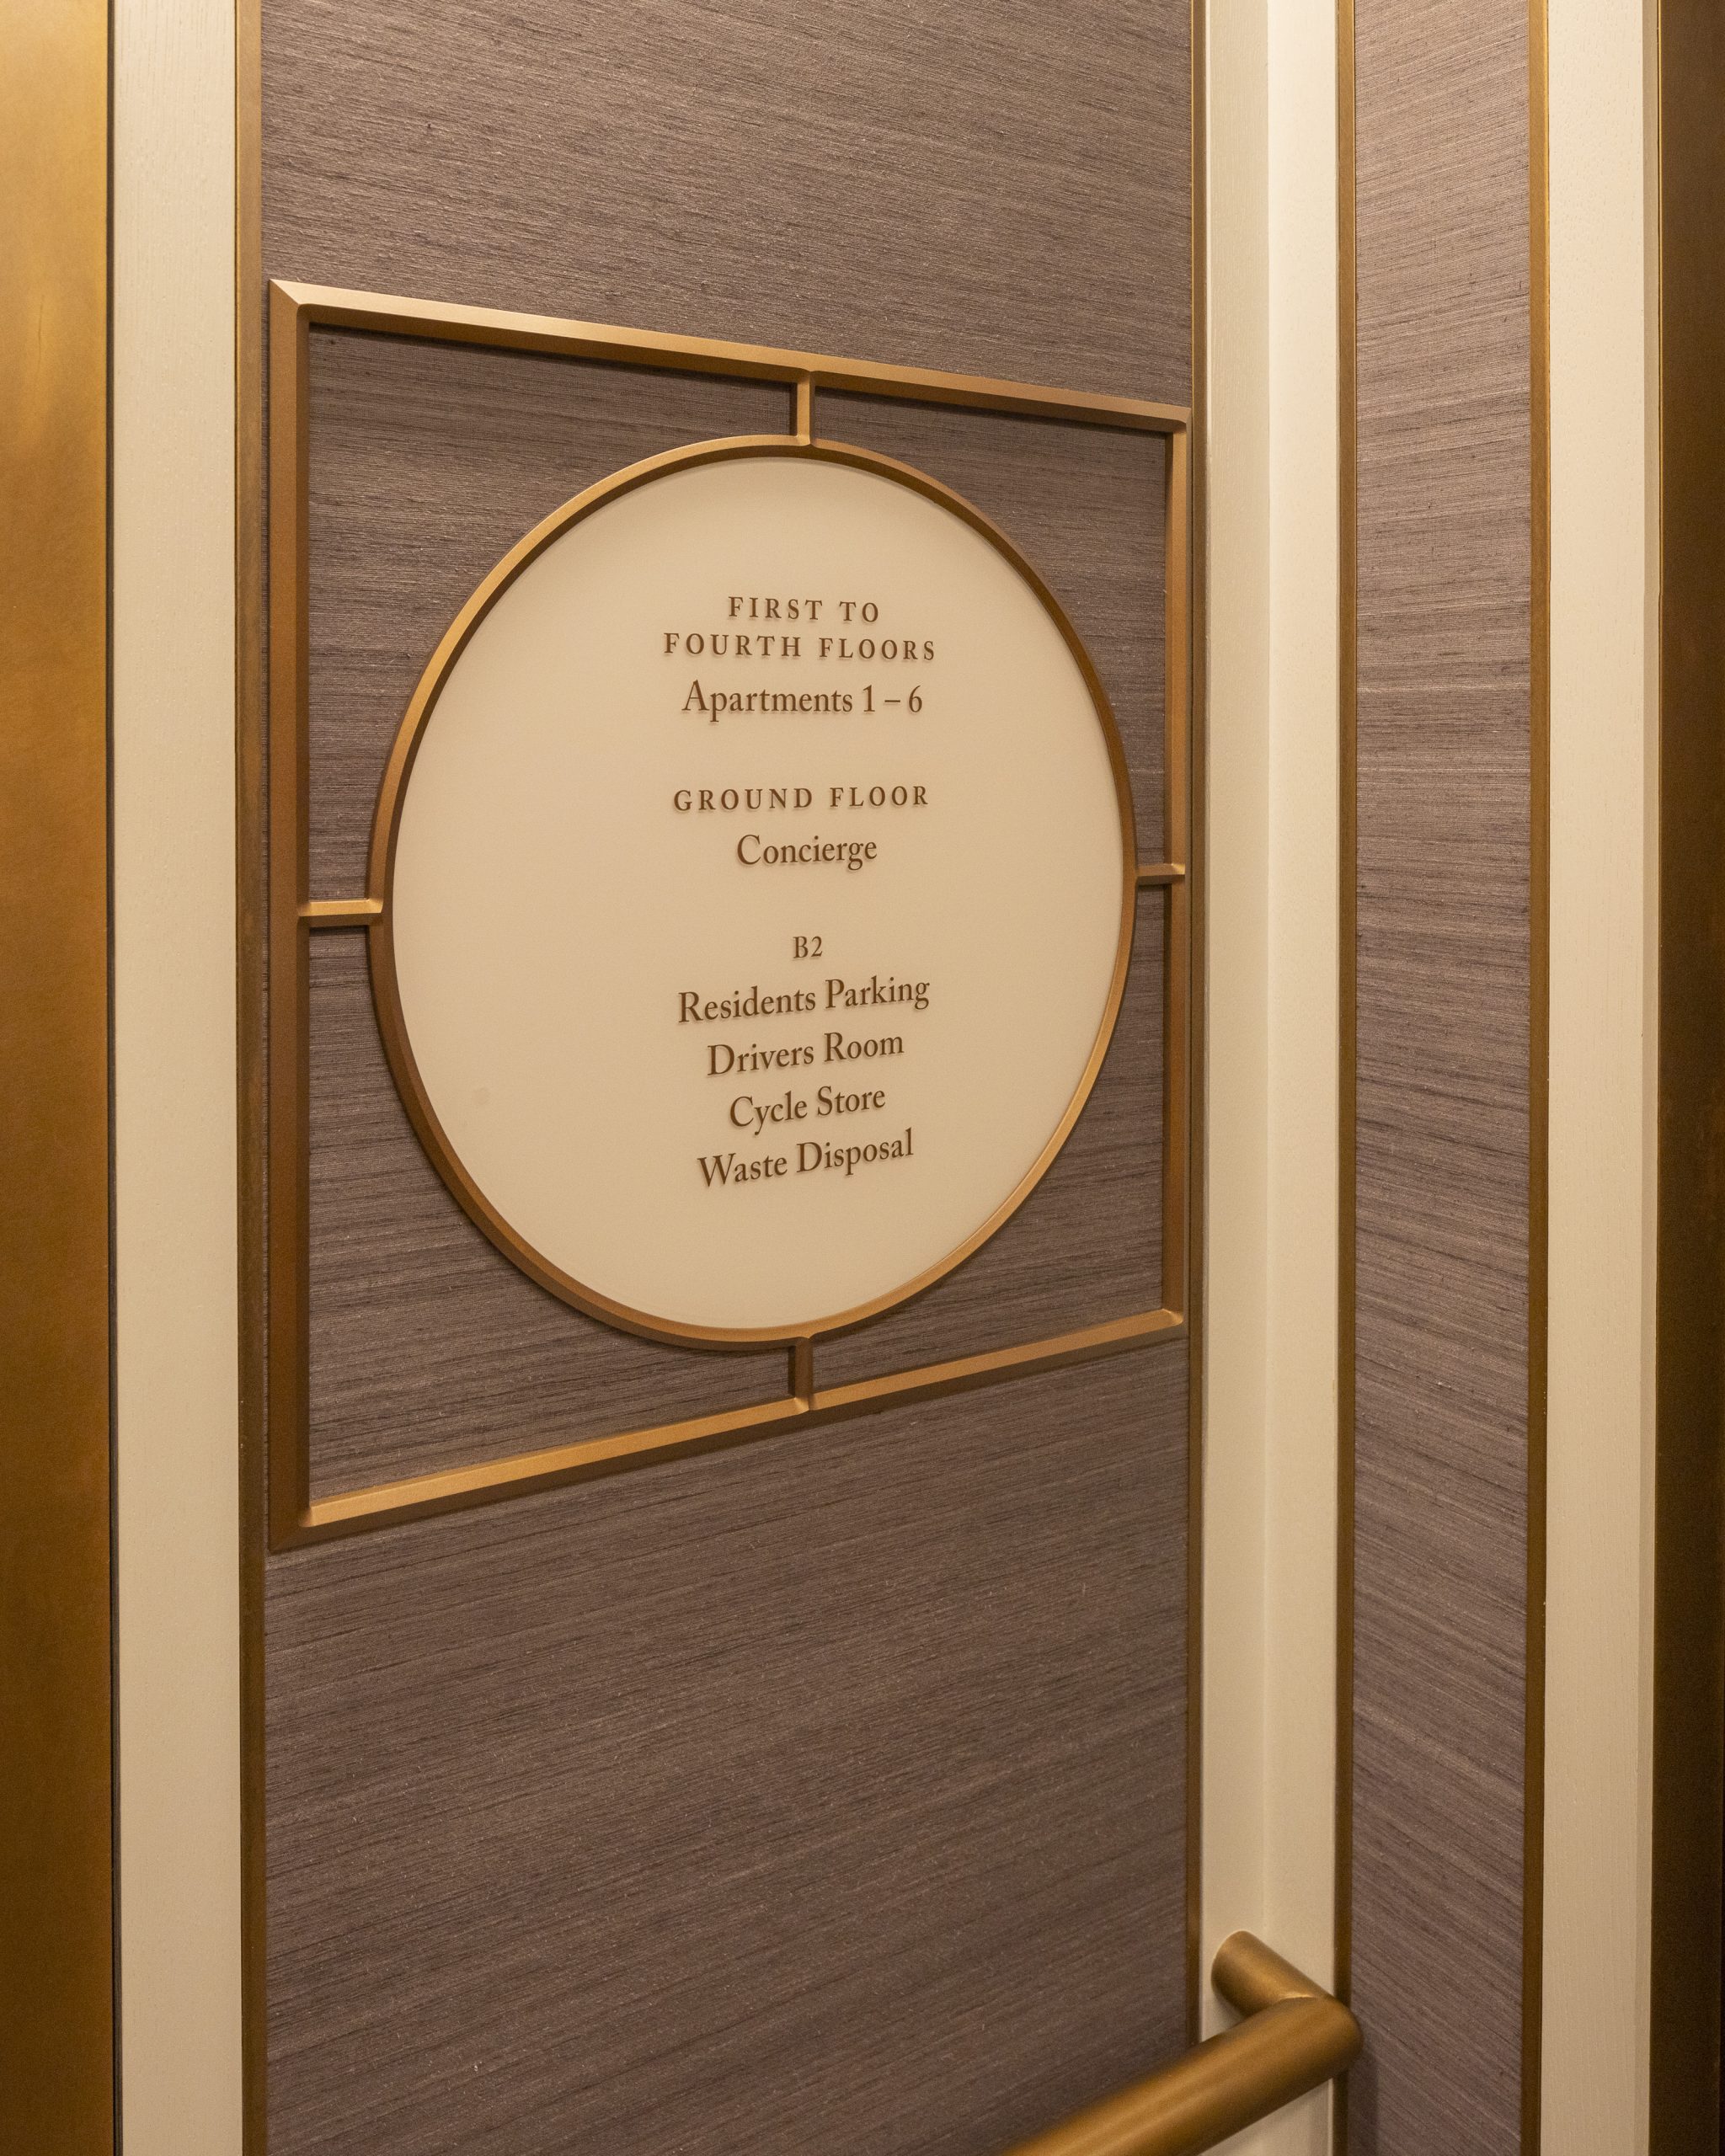 FIRST TO
FOURTH FLOORS
Apartments 1 – 6
GROUND FLOOR
Concierge
B2
Residents Parking
Drivers Room
Cycle Store
Waste Disposal